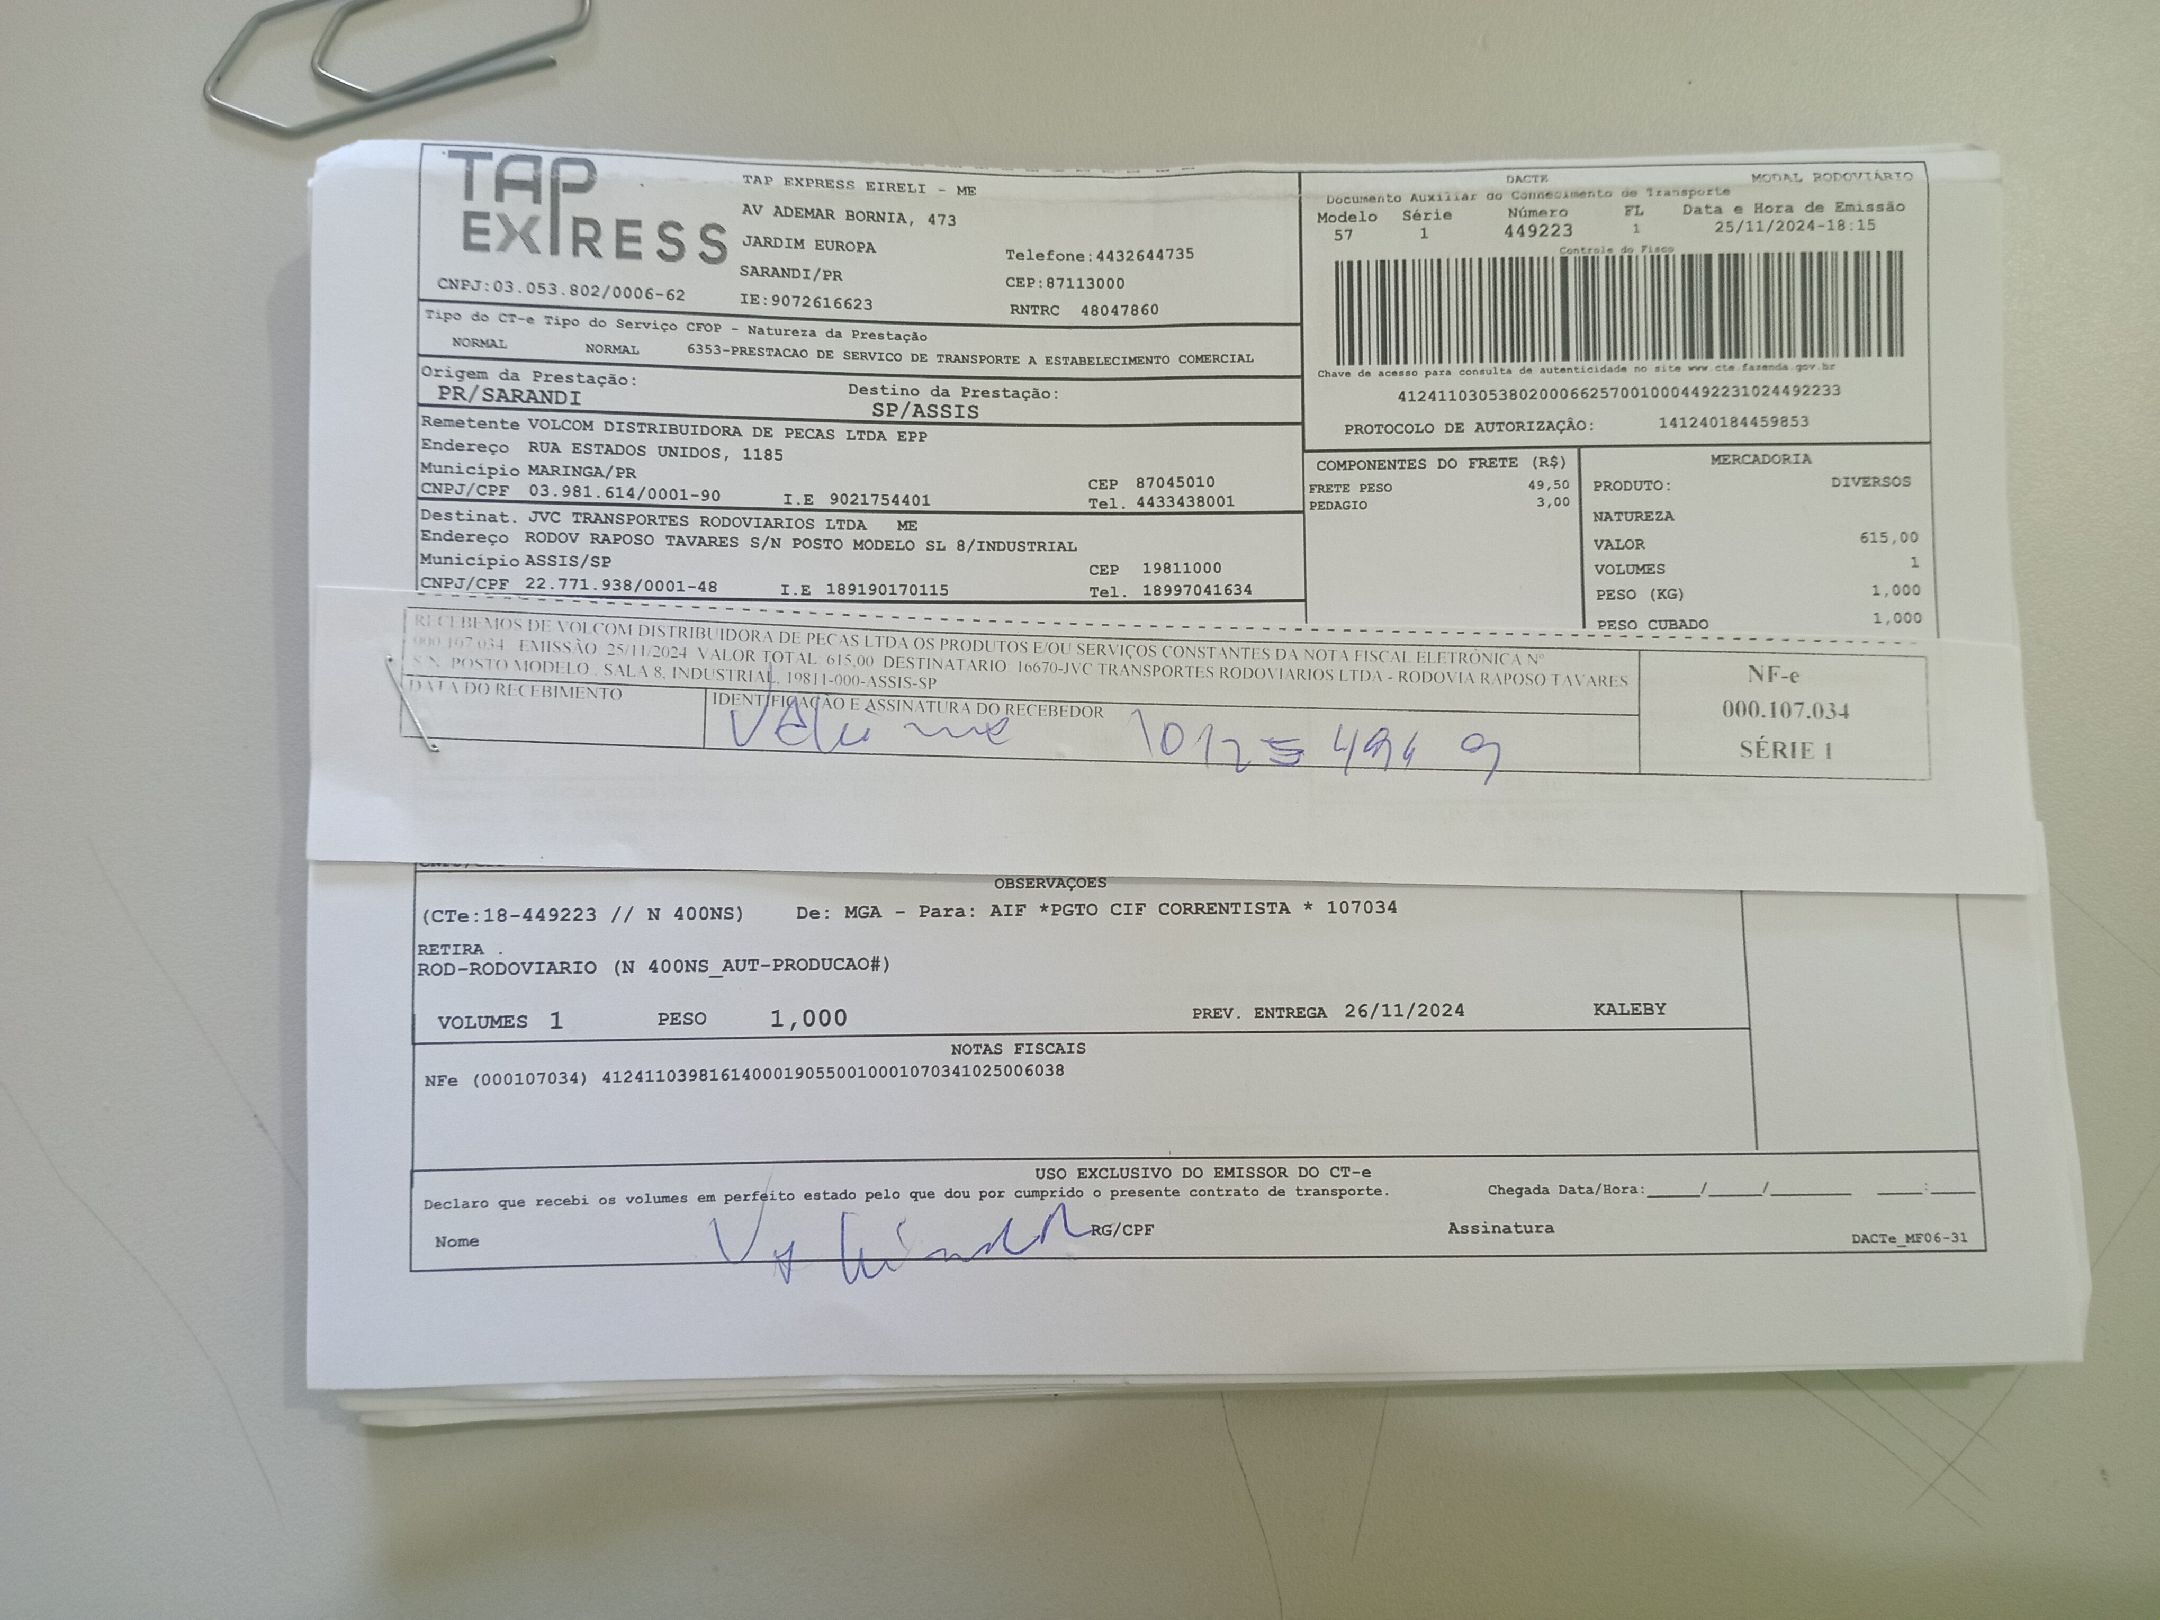 TAP EXPRESS
TAP EXPRESS EIRELI - ME
AV ADEMAR BORNIA, 473
JARDIM EUROPA
SARANDI/PR
IE:9072616623
Telefone:4432644735
CEP:87113000
RNTRC 48047860
CNPJ:03.053.802/0006-62
DACTE
MODAL RODOVIÁRIO
Documento Auxiliar do Conhecimento de Transporte
Modelo Série Número FL Data e Hora de Emissão
57 1 449223 1 25/11/2024-18:15
Controle do Fisco
Chave de acesso para consulta de autenticidade no site www.cte.fazenda.gov.br
41241103053802000662570010004492231024492233
PROTOCOLO DE AUTORIZAÇÃO: 141240184459853
Tipo do CT-e Tipo do Serviço CFOP - Natureza da Prestação
NORMAL NORMAL 6353-PRESTACAO DE SERVICO DE TRANSPORTE A ESTABELECIMENTO COMERCIAL
Origem da Prestação: Destino da Prestação:
PR/SARANDI SP/ASSIS
Remetente VOLCOM DISTRIBUIDORA DE PECAS LTDA EPP
Endereço RUA ESTADOS UNIDOS, 1185
Município MARINGA/PR CEP 87045010
CNPJ/CPF 03.981.614/0001-90 I.E 9021754401 Tel. 4433438001
Destinat. JVC TRANSPORTES RODOVIARIOS LTDA ME
Endereço RODOV RAPOSO TAVARES S/N POSTO MODELO SL 8/INDUSTRIAL
Município ASSIS/SP CEP 19811000
CNPJ/CPF 22.771.938/0001-48 I.E 189190170115 Tel. 18997041634
COMPONENTES DO FRETE (R$)
FRETE PESO 49,50
PEDAGIO 3,00
MERCADORIA
PRODUTO: DIVERSOS
NATUREZA
VALOR 615,00
VOLUMES 1
PESO (KG) 1,000
PESO CUBADO 1,000
RECEBEMOS DE VOLCOM DISTRIBUIDORA DE PECAS LTDA OS PRODUTOS E/OU SERVIÇOS CONSTANTES DA NOTA FISCAL ELETRÔNICA Nº
000.107.034 EMISSÃO 25/11/2024 VALOR TOTAL: 615,00 DESTINATARIO: 16670-JVC TRANSPORTES RODOVIARIOS LTDA - RODOVIA RAPOSO TAVARES
S/N, POSTO MODELO , SALA 8, INDUSTRIAL, 19811-000-ASSIS-SP
DATA DO RECEBIMENTO
IDENTIFICAÇÃO E ASSINATURA DO RECEBEDOR
NF-e
000.107.034
SÉRIE 1
OBSERVAÇOES
(CTe:18-449223 // N 400NS) De: MGA - Para: AIF *PGTO CIF CORRENTISTA * 107034
RETIRA .
ROD-RODOVIARIO (N 400NS_AUT-PRODUCAO#)
VOLUMES 1 PESO 1,000 PREV. ENTREGA 26/11/2024 KALEBY
NOTAS FISCAIS
NFe (000107034) 41241103981614000190550010001070341025006038
USO EXCLUSIVO DO EMISSOR DO CT-e
Declaro que recebi os volumes em perfeito estado pelo que dou por cumprido o presente contrato de transporte. Chegada Data/Hora:____/____/______ ____:____
Nome RG/CPF Assinatura
DACTe_MF06-31